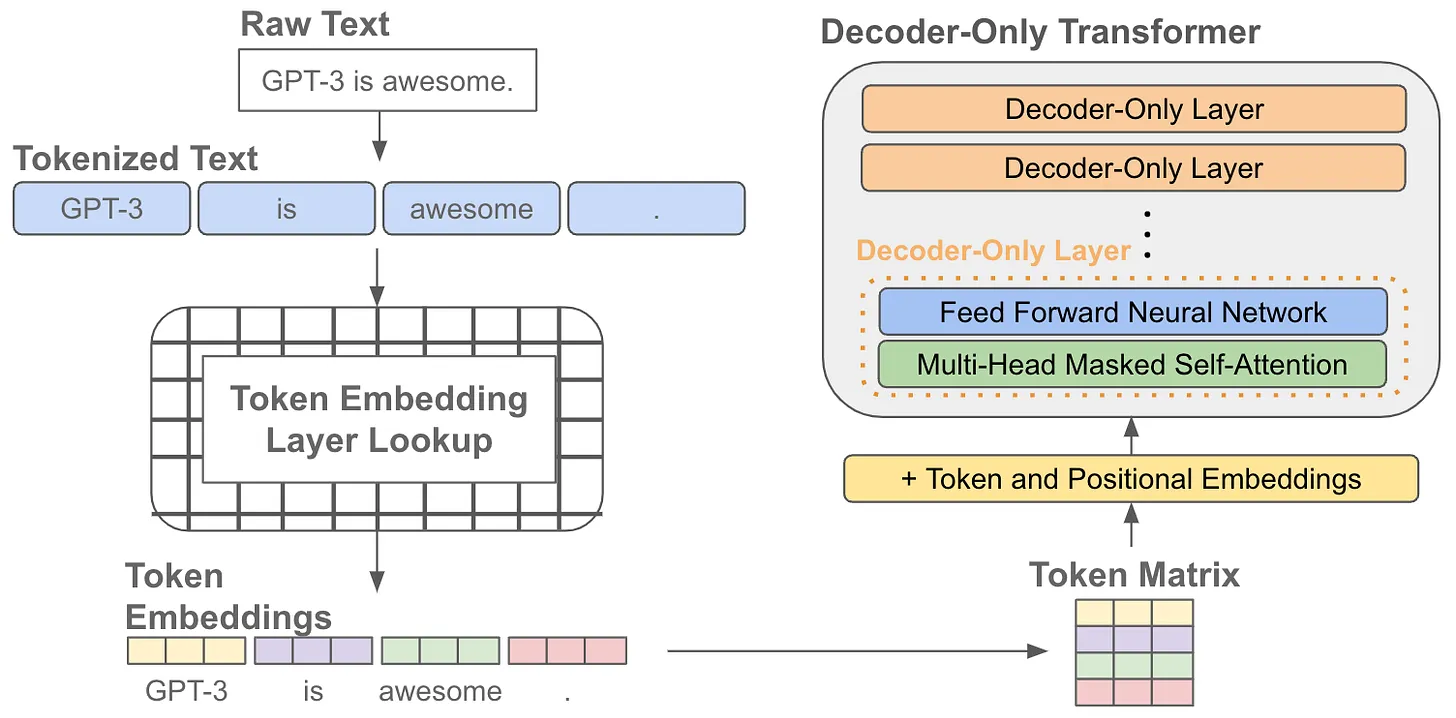 Raw Text
GPT-3 is awesome.
Tokenized Text
GPT-3
is
awesome
.
Token Embedding
Layer Lookup
Token
Embeddings
GPT-3
is
awesome
.
Decoder-Only Transformer
Decoder-Only Layer
Decoder-Only Layer
Decoder-Only Layer
Feed Forward Neural Network
Multi-Head Masked Self-Attention
+ Token and Positional Embeddings
Token Matrix